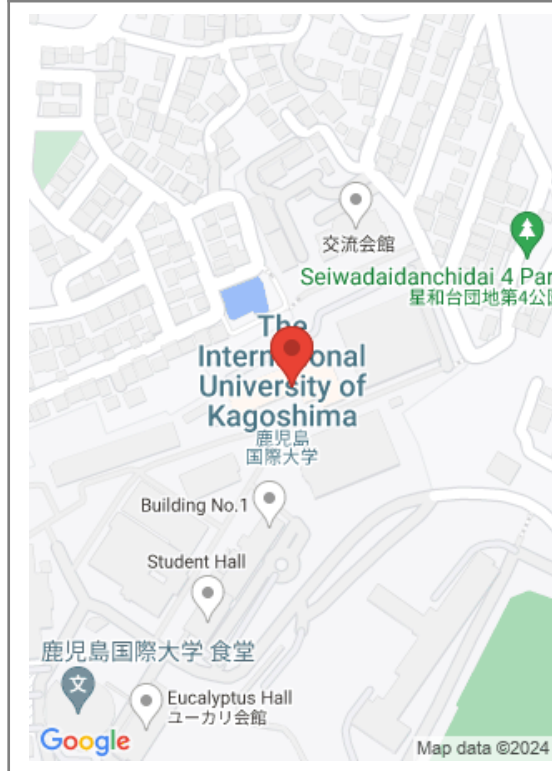 交流会館
Seiwadaidanchidai 4 Par
星和台団地第4公園
The
International
University of
Kagoshima
鹿児島
国際大学
Building No.1
Student Hall
鹿児島国際大学 食堂
文
Eucalyptus Hall
ユーカリ会館
Google
Map data ©2024